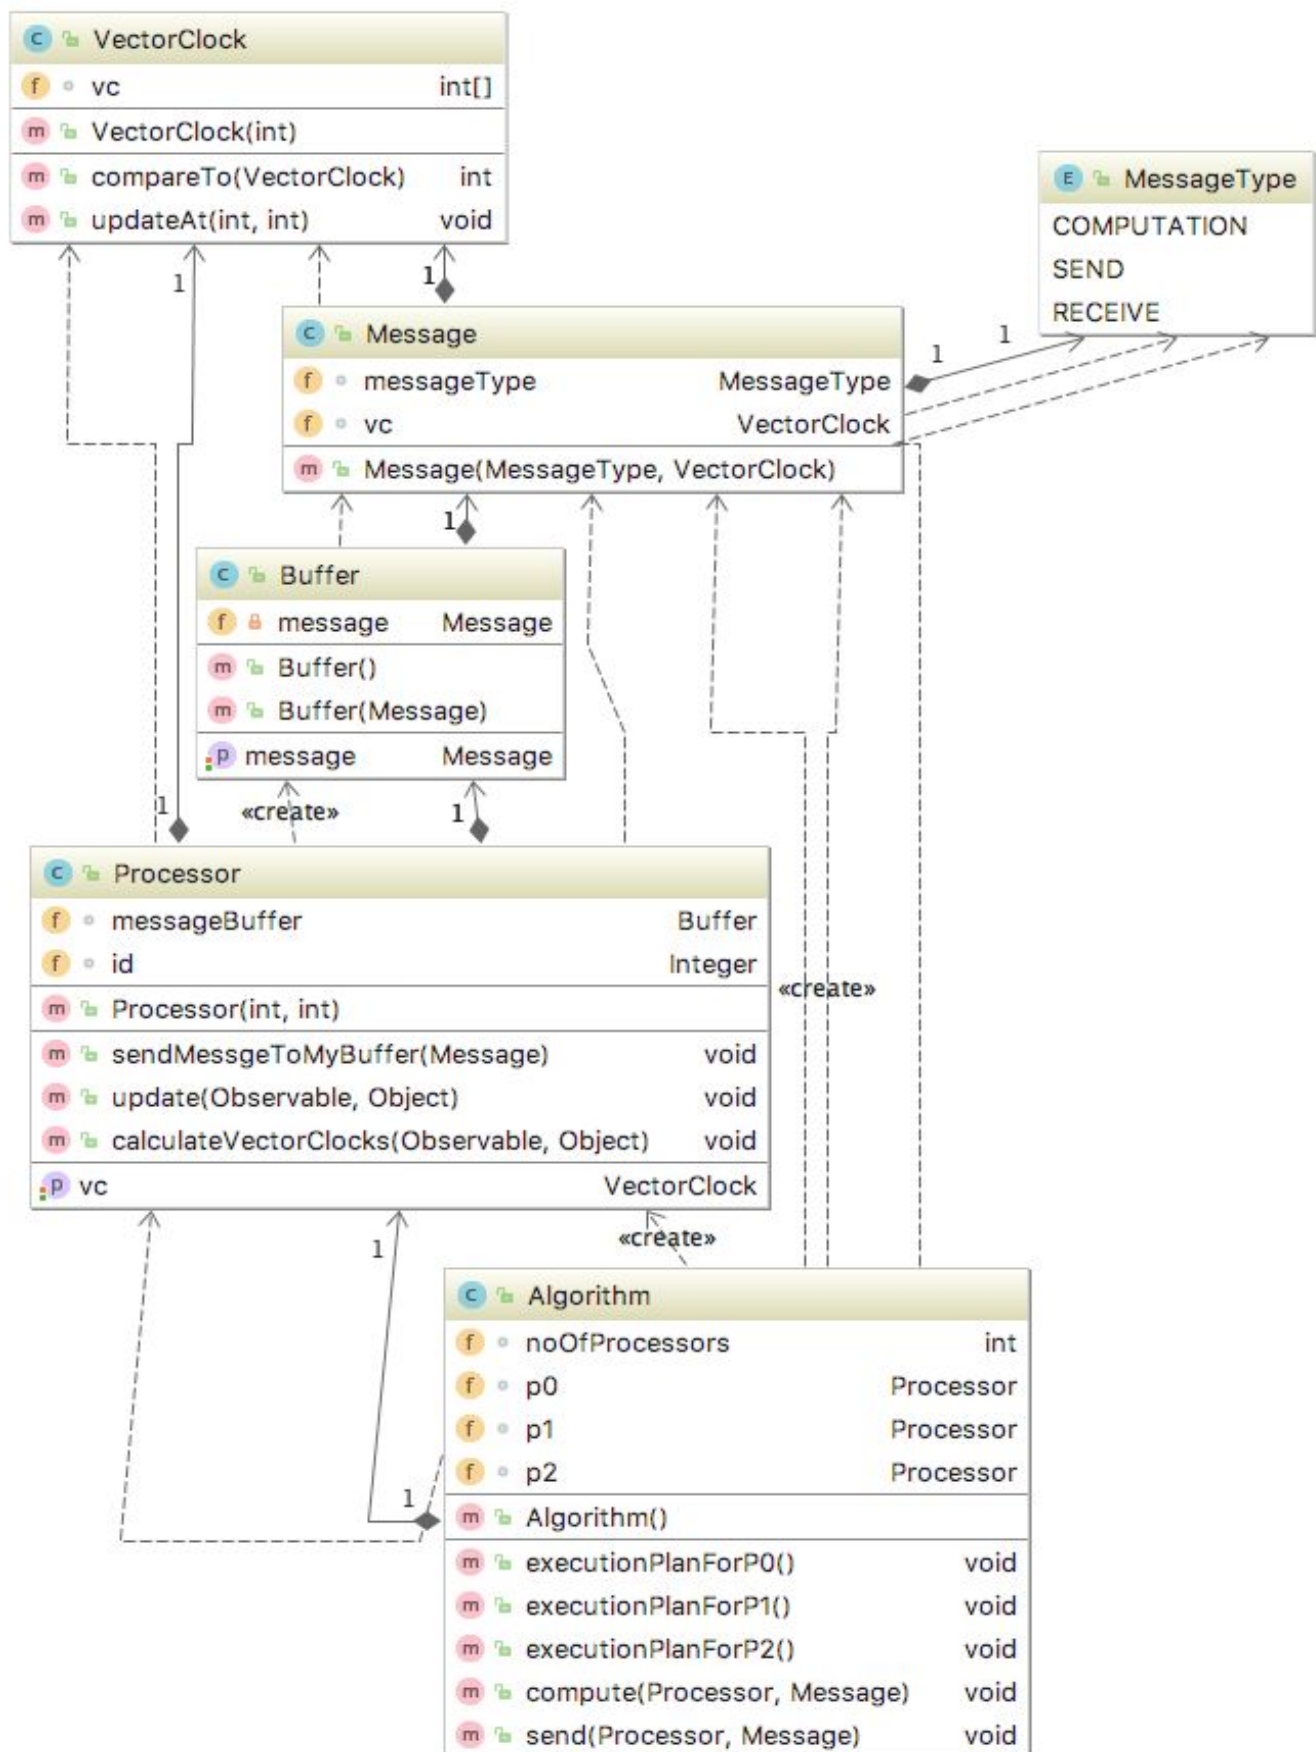 C VectorClock
f vc int[]
m VectorClock(int)
m compareTo(VectorClock) int
m updateAt(int, int) void
E MessageType
COMPUTATION
SEND
RECEIVE
1
1
1
1
C Message
f messageType MessageType
f vc VectorClock
m Message(MessageType, VectorClock)
1
C Buffer
f message Message
m Buffer()
m Buffer(Message)
p message Message
1
«create»
1
C Processor
f messageBuffer Buffer
f id Integer
«create»
m Processor(int, int)
m sendMessgeToMyBuffer(Message) void
m update(Observable, Object) void
m calculateVectorClocks(Observable, Object) void
p vc VectorClock
1
«create»
C Algorithm
f noOfProcessors int
f p0 Processor
f p1 Processor
f p2 Processor
1
m Algorithm()
m executionPlanForP0() void
m executionPlanForP1() void
m executionPlanForP2() void
m compute(Processor, Message) void
m send(Processor, Message) void